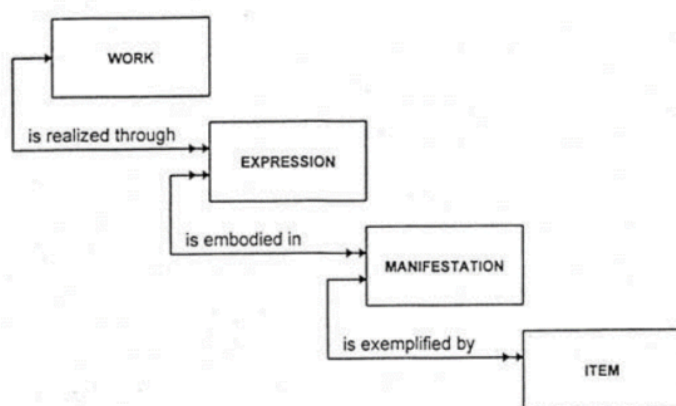 WORK
is realized through
EXPRESSION
is embodied in
MANIFESTATION
is exemplified by
ITEM